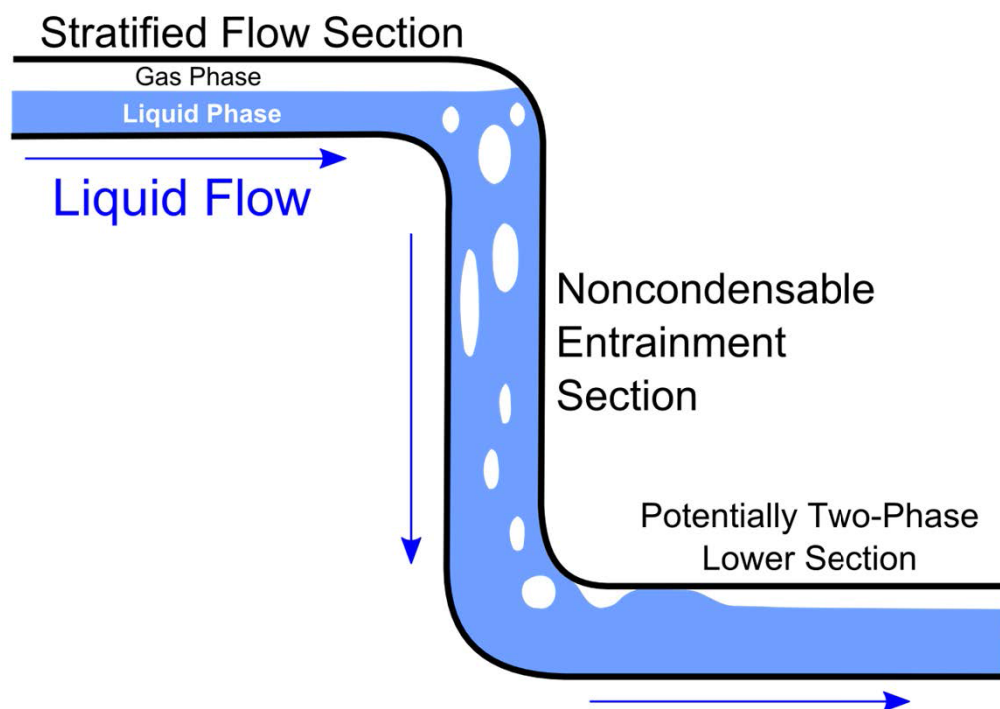 Stratified Flow Section
Gas Phase
Liquid Phase
Liquid Flow
Noncondensable
Entrainment
Section
Potentially Two-Phase
Lower Section